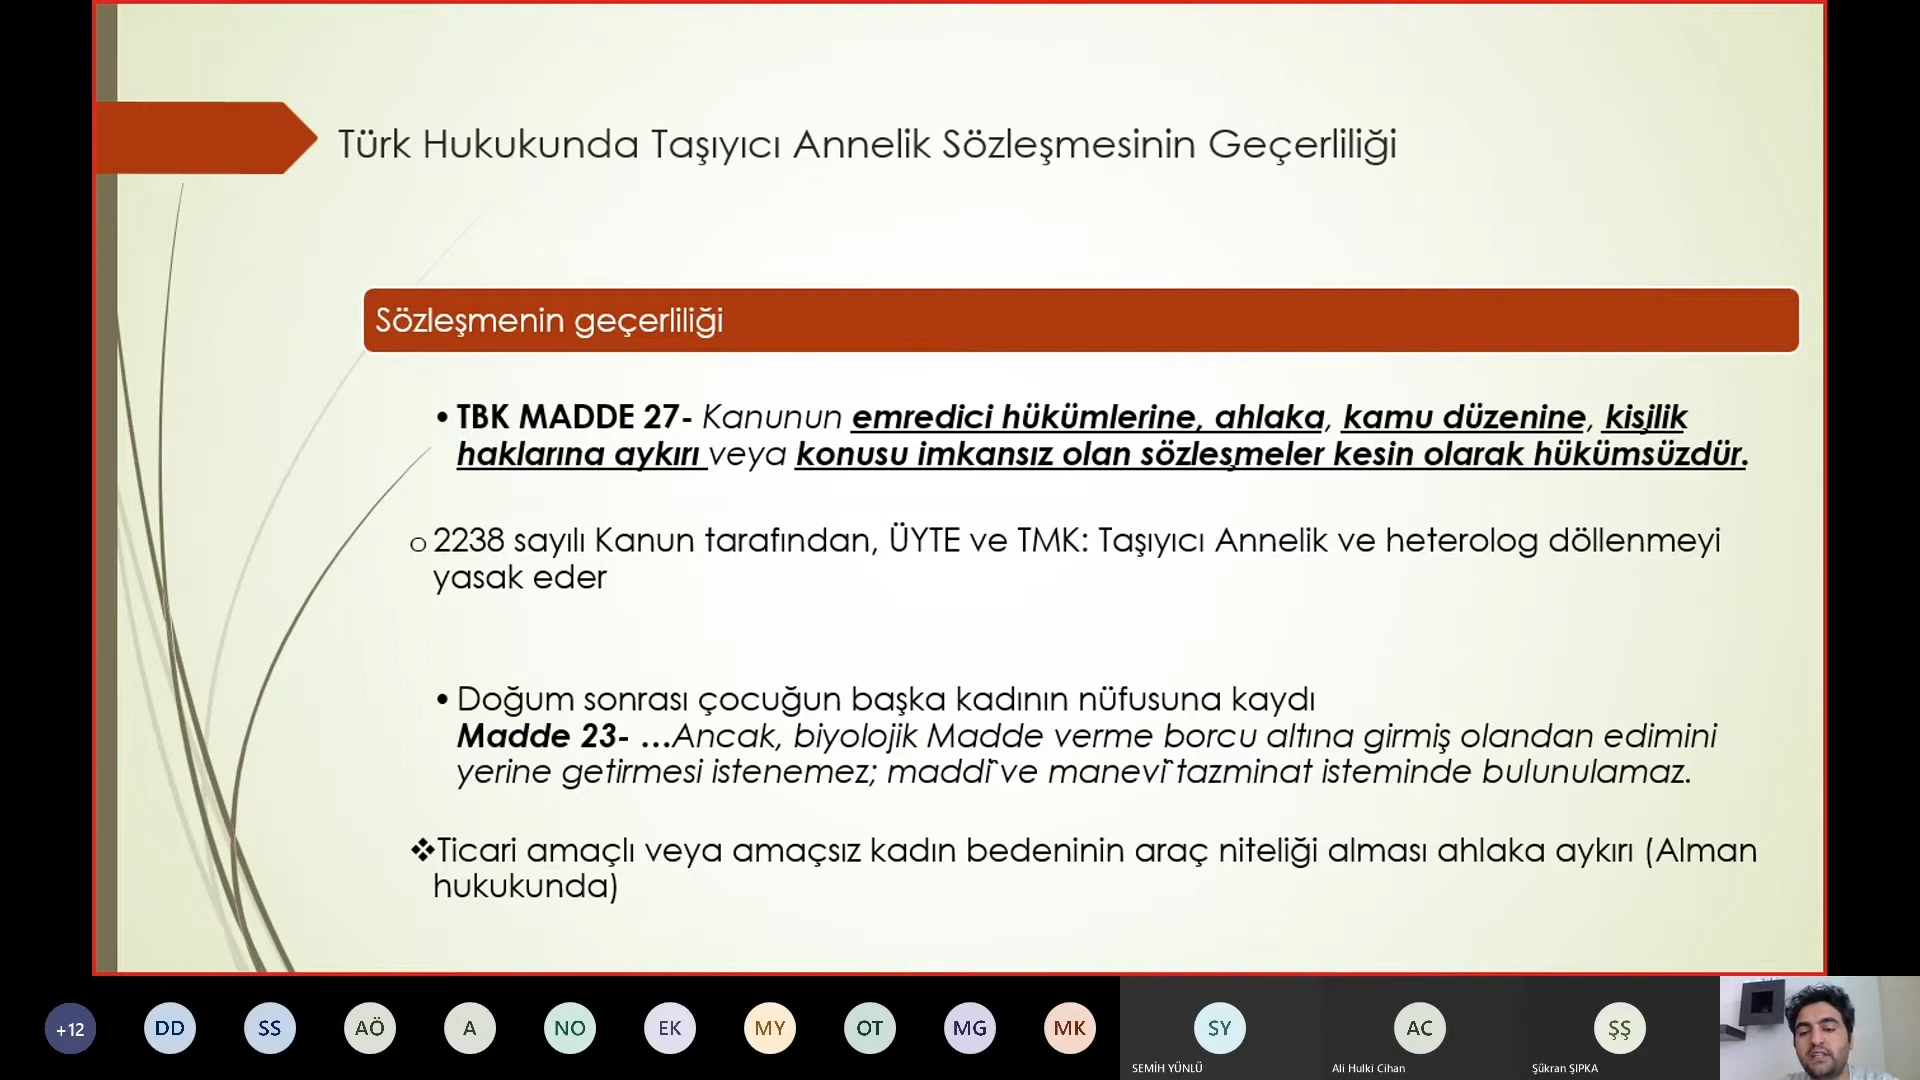 Türk Hukukunda Taşıyıcı Annelik Sözleşmesinin Geçerliliği
Sözleşmenin geçerliliği
•TBK MADDE 27- Kanunun emredici hükümlerine, ahlaka, kamu düzenine, kişilik
haklarına aykırı veya konusu imkansız olan sözleşmeler kesin olarak hükümsüzdür.
o 2238 sayılı Kanun tarafından, ÜYTE ve TMK: Taşıyıcı Annelik ve heterolog döllenmeyi
yasak eder
•Doğum sonrası çocuğun başka kadının nüfusuna kaydı
Madde 23- ...Ancak, biyolojik Madde verme borcu altına girmiş olandan edimini
yerine getirmesi istenemez; maddi`ve manevi`tazminat isteminde bulunulamaz.
❖Ticari amaçlı veya amaçsız kadın bedeninin araç niteliği alması ahlaka aykırı (Alman
hukukunda)
+12 DD SS AÖ A NO EK MY OT MG MK SY AC ŞŞ
SEMİH YÜNLÜ Ali Hulki Cihan Şükran ŞIPKA